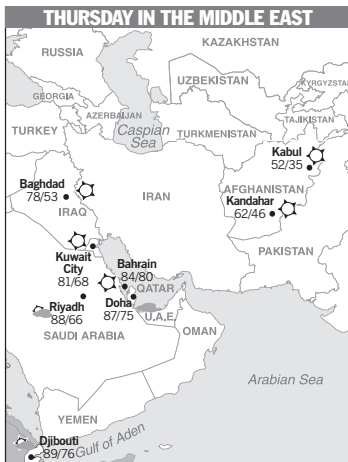 THURSDAY IN THE MIDDLE EAST
KAZAKHSTAN
RUSSIA
UZBEKISTAN
KYRGYZSTAN
GEORGIA
AZERBAIJAN
TAJIKISTAN
TURKEY
Caspian
Sea
TURKMENISTAN
Kabul
52/35
Baghdad
78/53
IRAQ
IRAN
AFGHANISTAN
Kandahar
62/46
PAKISTAN
Kuwait
City
81/68
Bahrain
84/80
QATAR
Doha
87/75
U.A.E.
Riyadh
88/66
SAUDI ARABIA
OMAN
Arabian Sea
YEMEN
Djibouti
89/76
Gulf of Aden